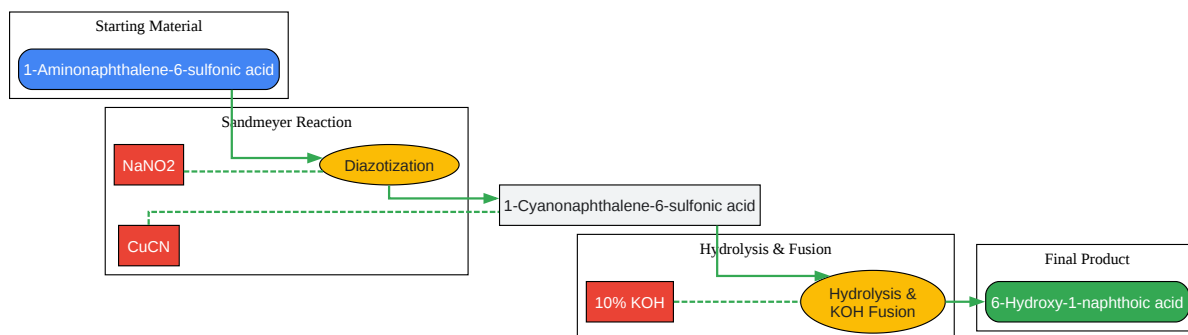 Starting Material
1-Aminonaphthalene-6-sulfonic acid
Sandmeyer Reaction
NaNO2
Diazotization
CuCN
1-Cyanonaphthalene-6-sulfonic acid
Hydrolysis & Fusion
10% KOH
Hydrolysis &
KOH Fusion
Final Product
6-Hydroxy-1-naphthoic acid